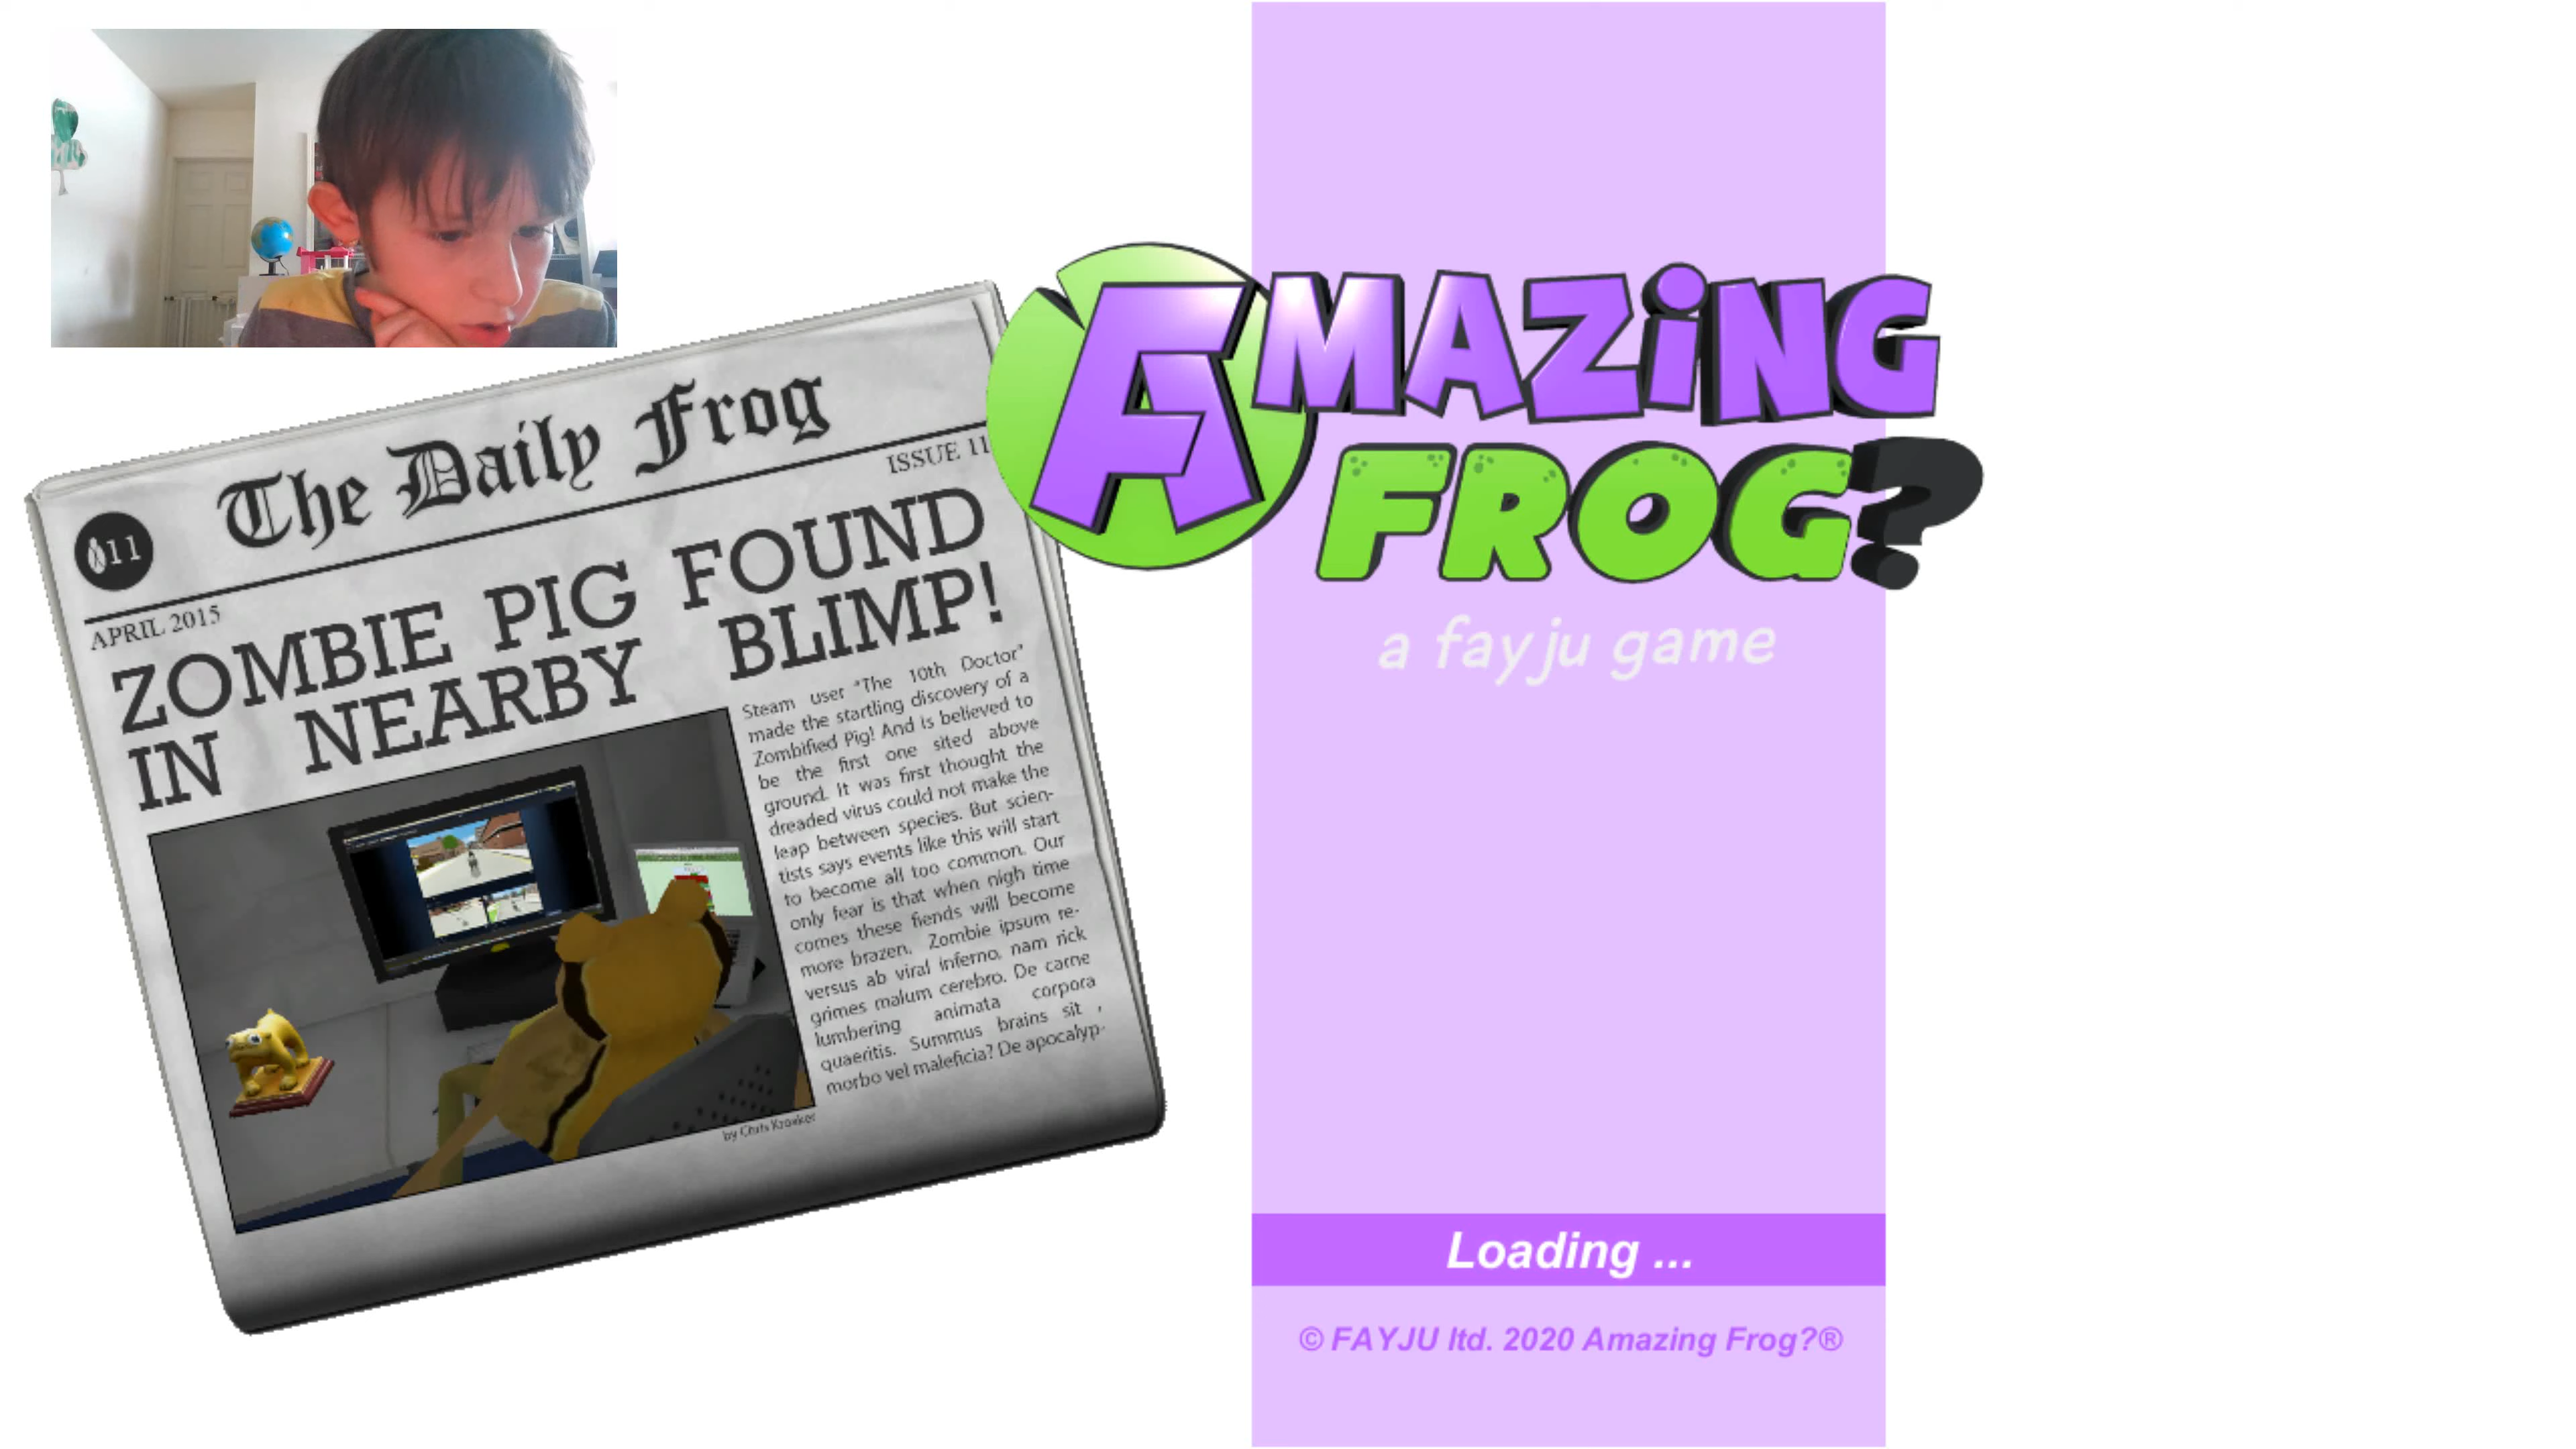 The Daily Frog
ISSUE 11
11
APRIL 2015
ZOMBIE PIG FOUND
IN NEARBY BLIMP!
Steam user "The 10th Doctor"
made the startling discovery of a
Zombified Pig! And is believed to
be the first one sited above
ground. It was first thought the
dreaded virus could not make the
leap between species. But scien-
tists says events like this will start
to become all too common. Our
only fear is that when nigh time
comes these fiends will become
more brazen. Zombie ipsum re-
versus ab viral inferno, nam rick
grimes malum cerebro. De carne
lumbering animata corpora
quaeritis. Summus brains sit ,
morbo vel maleficia? De apocalyp-
by Chris Kroaker
AMAZING
FROG?
a fayju game
Loading ...
© FAYJU ltd. 2020 Amazing Frog?®